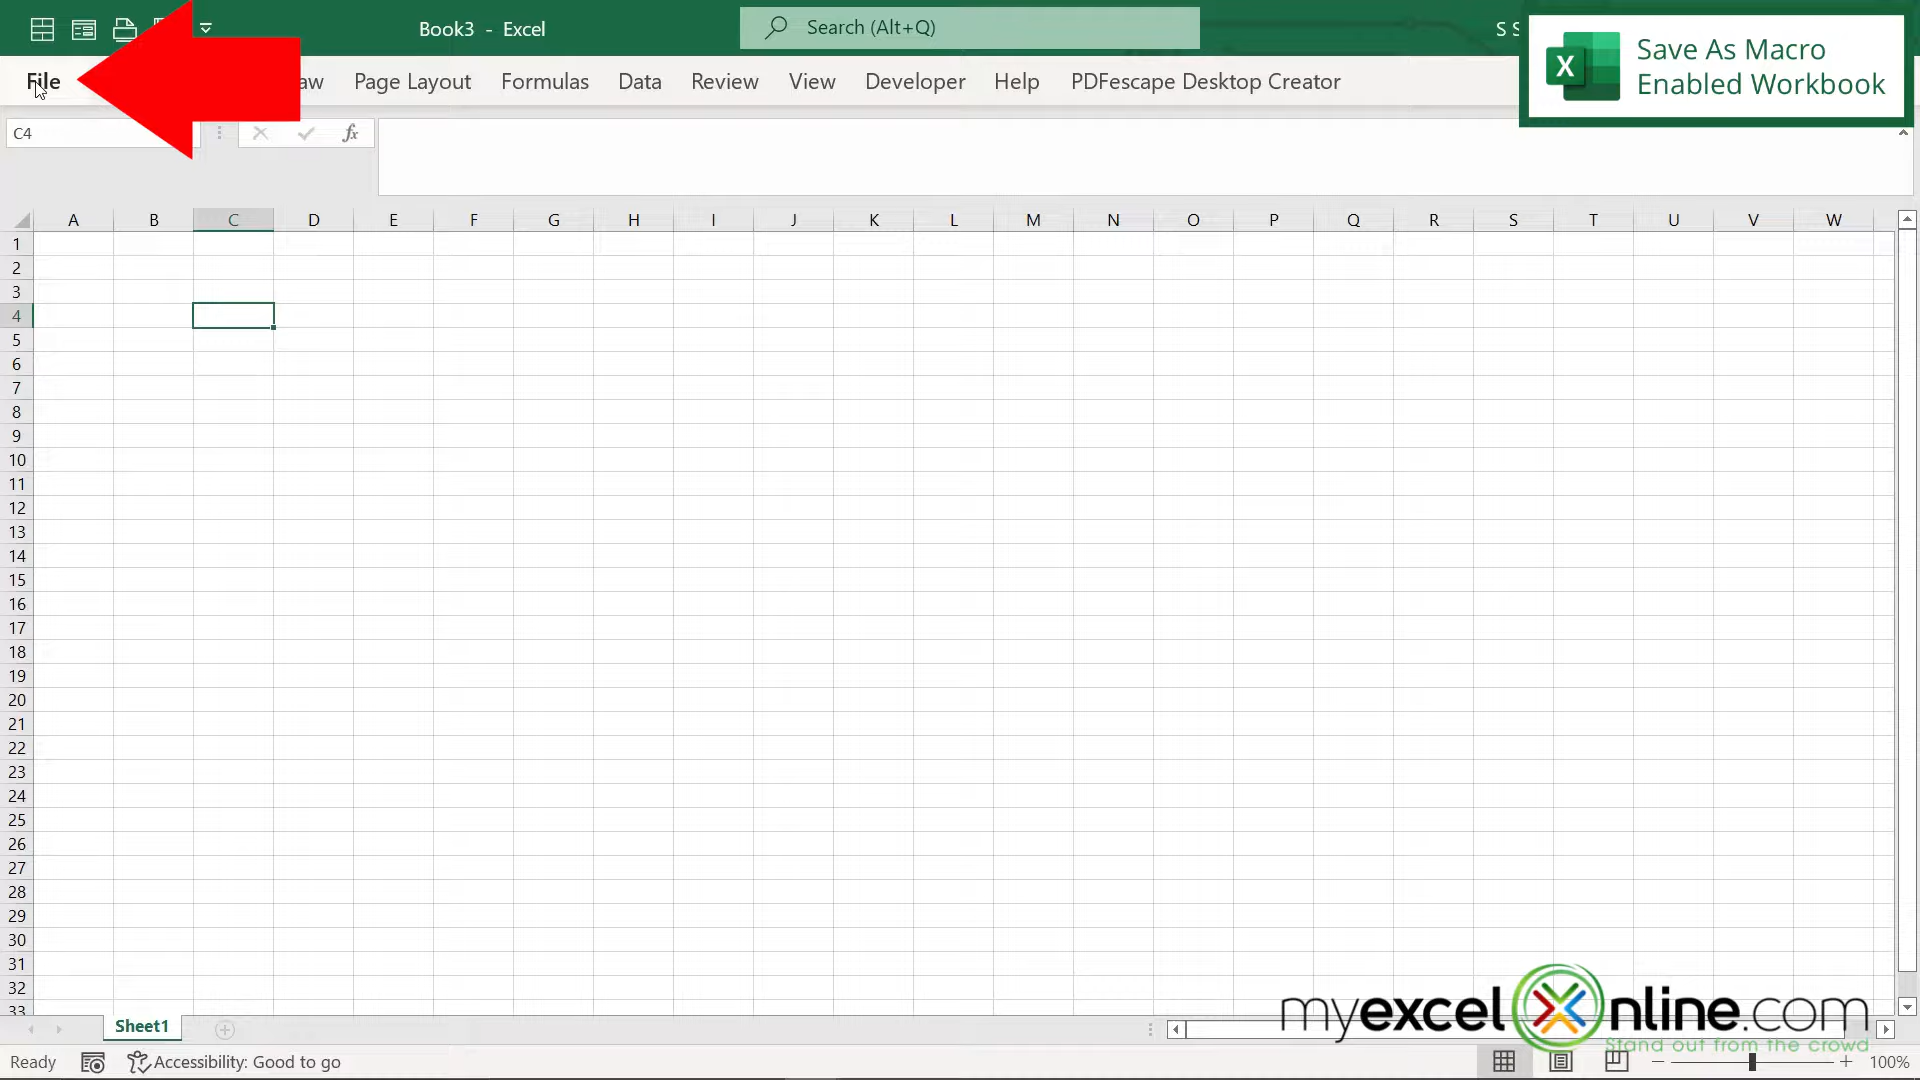 Book3 - Excel
Search (Alt+Q)
S S
Save As Macro
Enabled Workbook
File
aw Page Layout Formulas Data Review View Developer Help PDFescape Desktop Creator
C4
fx
A B C D E F G H I J K L M N O P Q R S T U V W
1
2
3
4
5
6
7
8
9
10
11
12
13
14
15
16
17
18
19
20
21
22
23
24
25
26
27
28
29
30
31
32
33
myexcelonline.com
Stand out from the crowd
Sheet1
Ready
Accessibility: Good to go
100%